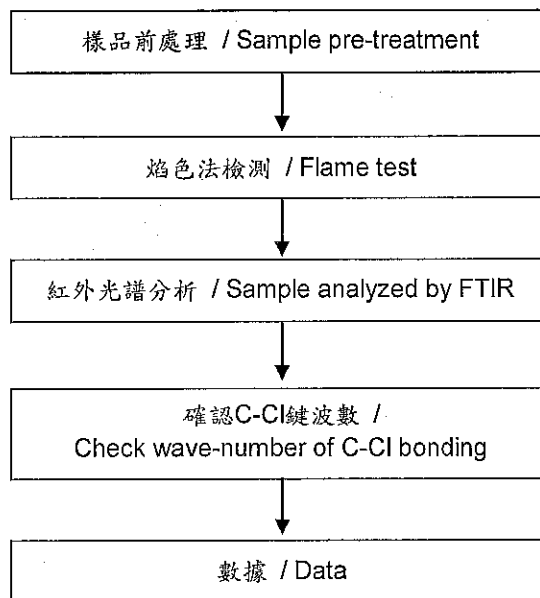 樣品前處理 / Sample pre-treatment
焰色法檢測 / Flame test
紅外光譜分析 / Sample analyzed by FTIR
確認C-Cl鍵波數 /
Check wave-number of C-Cl bonding
數據 / Data